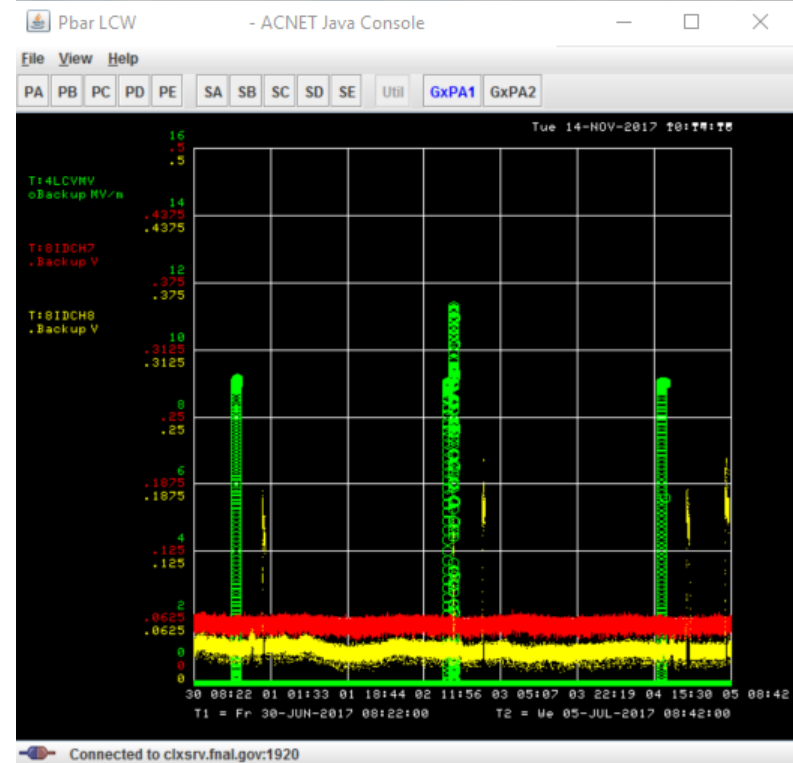 Pbar LCW - ACNET Java Console
File View Help
PA PB PC PD PE SA SB SC SD SE Util GxPA1 GxPA2
Tue 14-NOV-2017
16
.5
.5
T:4LCVMV
oBackup MV/m
14
.4375
.4375
T:8IDCH7
.Backup V
12
.375
.375
T:8IDCH8
.Backup V
10
.3125
.3125
8
.25
.25
6
.1875
.1875
4
.125
.125
2
.0625
.0625
0
0
0
30 08:22 01 01:33 01 18:44 02 11:56 03 05:07 03 22:19 04 15:30 05 08:42
T1 = Fr 30-JUN-2017 08:22:00 T2 = We 05-JUL-2017 08:42:00
Connected to clxsrv.fnal.gov:1920